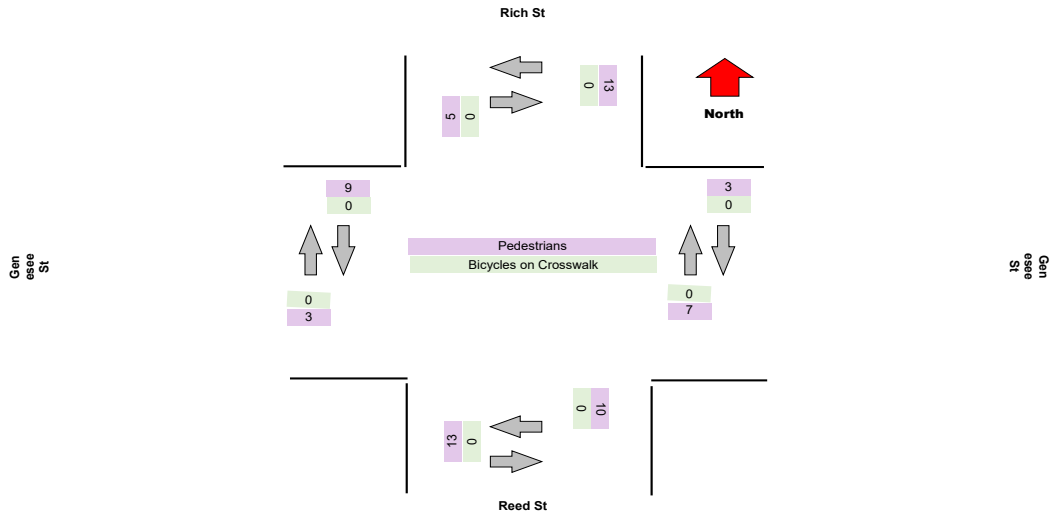 Rich St
0
13
5
0
North
9
0
3
0
Pedestrians
Bicycles on Crosswalk
Gen
esee
St
Gen
esee
St
0
3
0
7
0
10
13
0
Reed St